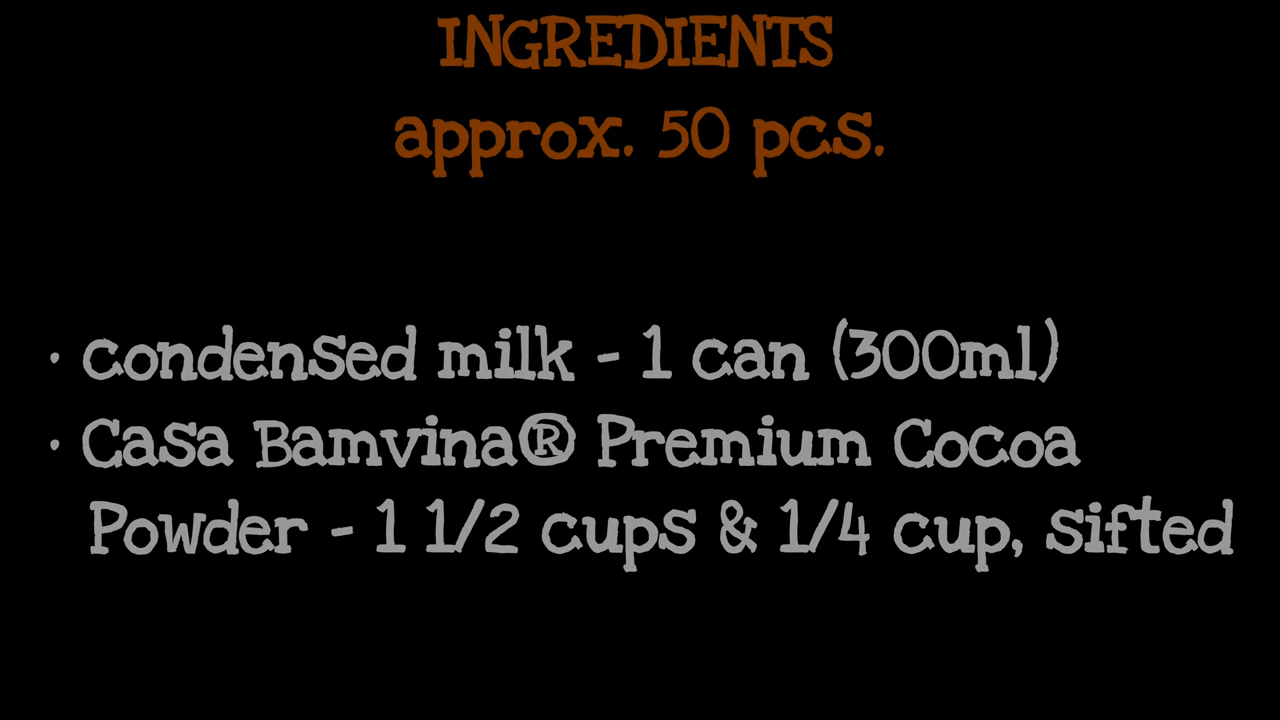 INGREDIENTS
approx. 50 pcs.
• condensed milk - 1 can (300ml)
• Casa Bamvina® Premium Cocoa
Powder - 1 1/2 cups & 1/4 cup, sifted